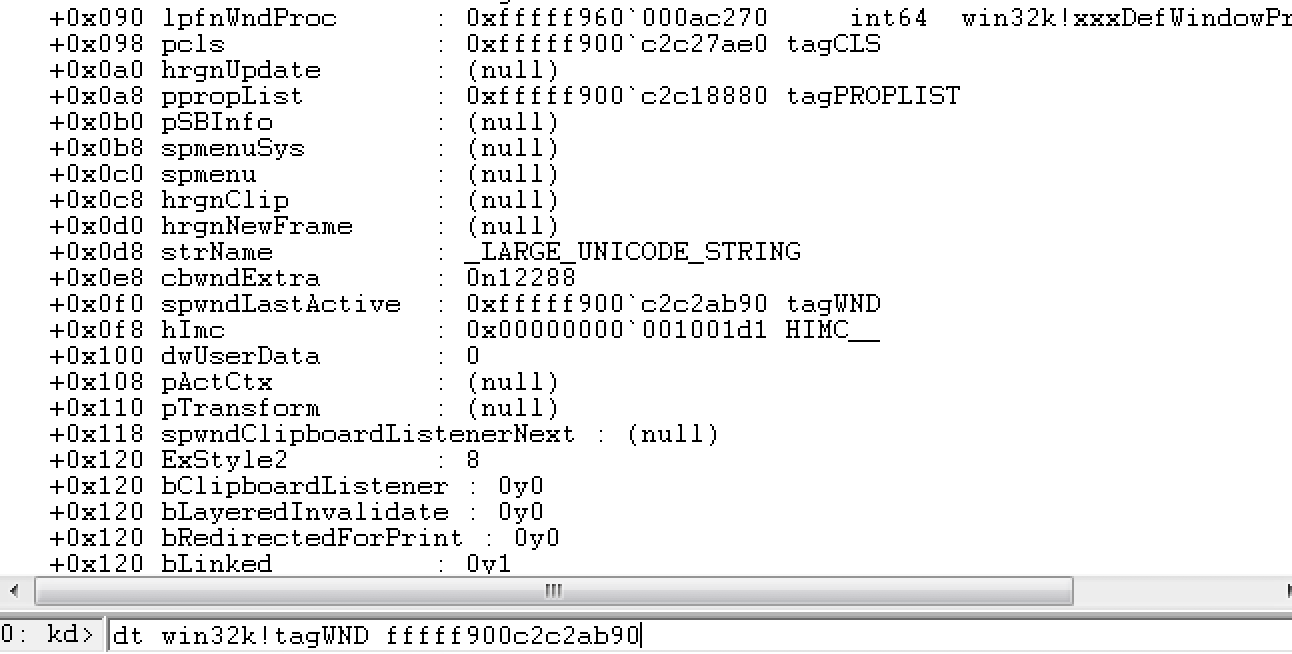 +0x090 lpfnWndProc : 0xfffff960`000ac270 int64 win32k!xxxDefWindowPr
+0x098 pcls : 0xfffff900`c2c27ae0 tagCLS
+0x0a0 hrgnUpdate : (null)
+0x0a8 ppropList : 0xfffff900`c2c18880 tagPROPLIST
+0x0b0 pSBInfo : (null)
+0x0b8 spmenuSys : (null)
+0x0c0 spmenu : (null)
+0x0c8 hrgnClip : (null)
+0x0d0 hrgnNewFrame : (null)
+0x0d8 strName : _LARGE_UNICODE_STRING
+0x0e8 cbwndExtra : 0n12288
+0x0f0 spwndLastActive : 0xfffff900`c2c2ab90 tagWND
+0x0f8 hImc : 0x00000000`001001d1 HIMC__
+0x100 dwUserData : 0
+0x108 pActCtx : (null)
+0x110 pTransform : (null)
+0x118 spwndClipboardListenerNext : (null)
+0x120 ExStyle2 : 8
+0x120 bClipboardListener : 0y0
+0x120 bLayeredInvalidate : 0y0
+0x120 bRedirectedForPrint : 0y0
+0x120 bLinked : 0y1
0: kd> dt win32k!tagWND fffff900c2c2ab90